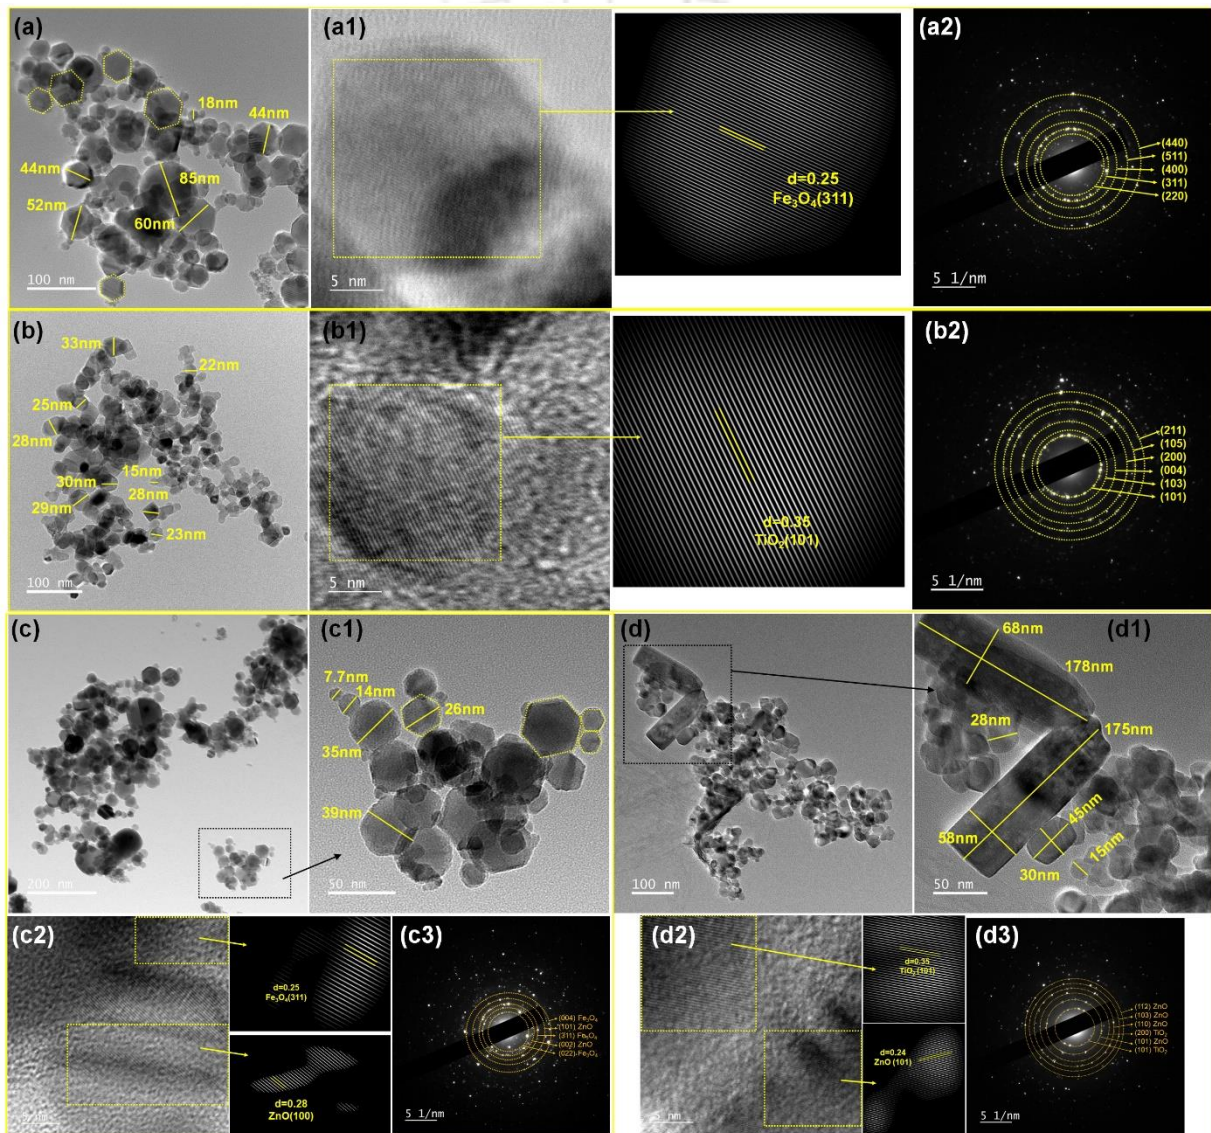 (a)
18nm
44nm
44nm
85nm
52nm
60nm
100 nm
(a1)
5 nm
d=0.25
Fe₃O₄(311)
(a2)
(440)
(511)
(400)
(311)
(220)
5 1/nm
(b)
33nm
22nm
25nm
28nm
15nm
30nm
28nm
29nm
23nm
100 nm
(b1)
5 nm
d=0.35
TiO₂(101)
(b2)
(211)
(105)
(200)
(004)
(103)
(101)
5 1/nm
(c)
200 nm
(c1)
7.7nm
14nm
26nm
35nm
39nm
50 nm
(d)
100 nm
(d1)
68nm
178nm
28nm
175nm
45nm
58nm
15nm
30nm
50 nm
(c2)
d=0.25
Fe₃O₄(311)
d=0.28
ZnO(100)
(c3)
(004) Fe₃O₄
(101) ZnO
(311) Fe₃O₄
(002) ZnO
(022)-Fe₃O₄
5 1/nm
(d2)
5 nm
d=0.35
TiO₂(101)
d=0.24
ZnO (101)
(d3)
(112) ZnO
(103) ZnO
(110) ZnO
(200) TiO₂
(101) ZnO
(101) TiO₂
5 1/nm